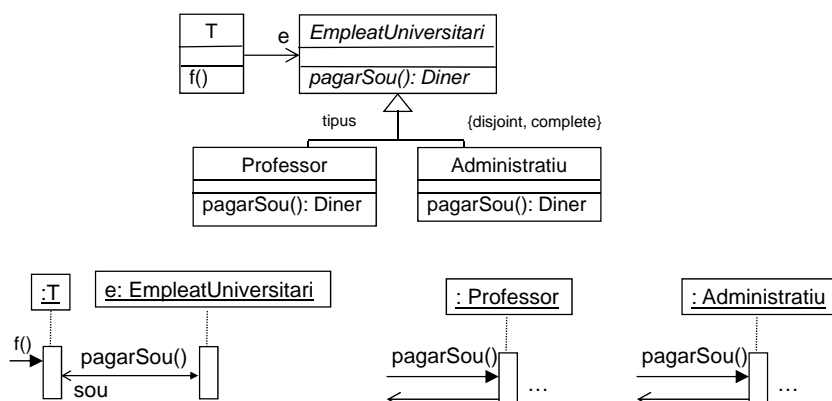 T
e
EmpleatUniversitari
f()
pagarSou(): Diner
tipus
{disjoint, complete}
Professor
Administratiu
pagarSou(): Diner
pagarSou(): Diner
:T
e: EmpleatUniversitari
: Professor
: Administratiu
f()
pagarSou()
pagarSou()
pagarSou()
sou
...
...